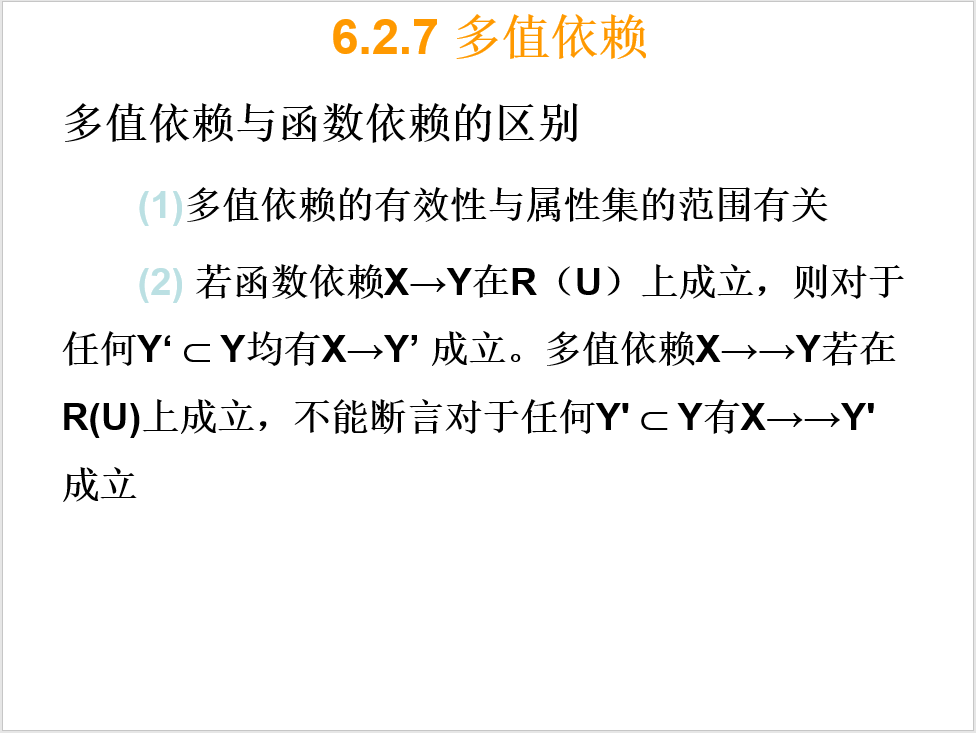 6.2.7 多值依赖
多值依赖与函数依赖的区别
(1)多值依赖的有效性与属性集的范围有关
(2) 若函数依赖X→Y在R（U）上成立，则对于
任何Y‘ ⊂ Y均有X→Y’ 成立。多值依赖X→→Y若在
R(U)上成立，不能断言对于任何Y' ⊂ Y有X→→Y'
成立